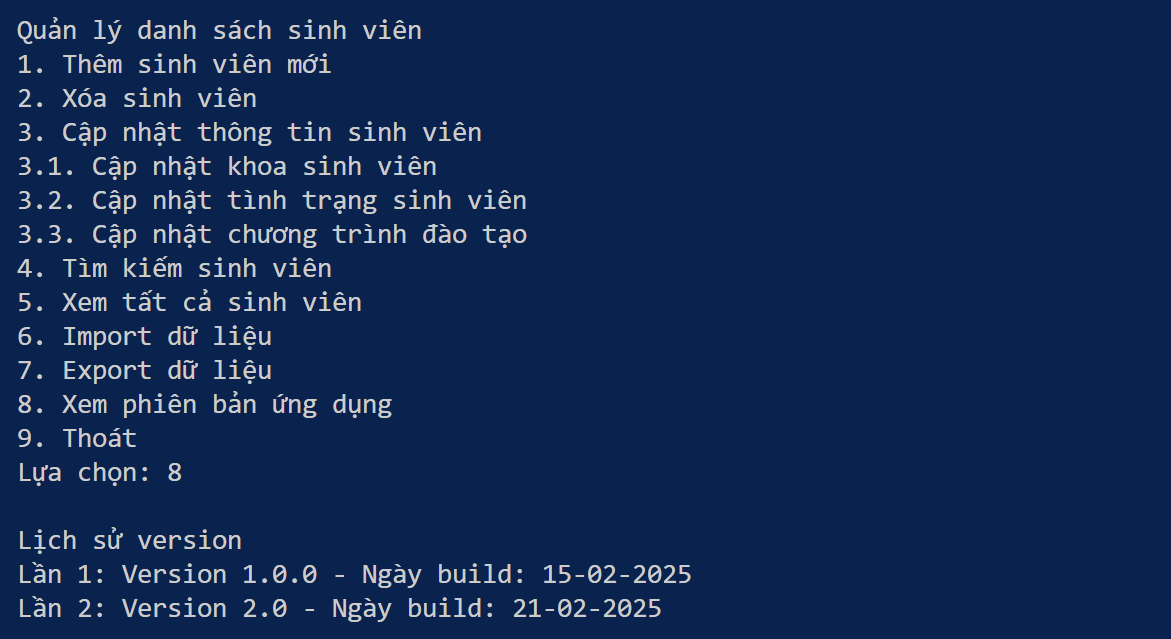 Quản lý danh sách sinh viên
1. Thêm sinh viên mới
2. Xóa sinh viên
3. Cập nhật thông tin sinh viên
3.1. Cập nhật khoa sinh viên
3.2. Cập nhật tình trạng sinh viên
3.3. Cập nhật chương trình đào tạo
4. Tìm kiếm sinh viên
5. Xem tất cả sinh viên
6. Import dữ liệu
7. Export dữ liệu
8. Xem phiên bản ứng dụng
9. Thoát
Lựa chọn: 8
Lịch sử version
Lần 1: Version 1.0.0 - Ngày build: 15-02-2025
Lần 2: Version 2.0 - Ngày build: 21-02-2025